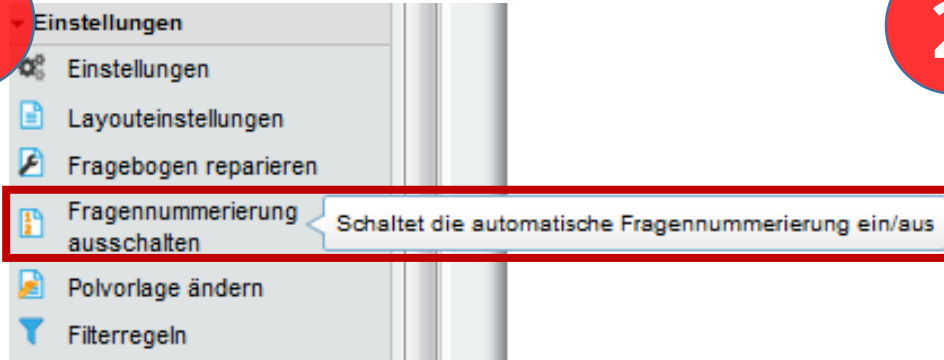 Einstellungen
Einstellungen
Layouteinstellungen
Fragebogen reparieren
Fragennummerierung
ausschalten
Schaltet die automatische Fragennummerierung ein/aus
Polvorlage ändern
Filterregeln